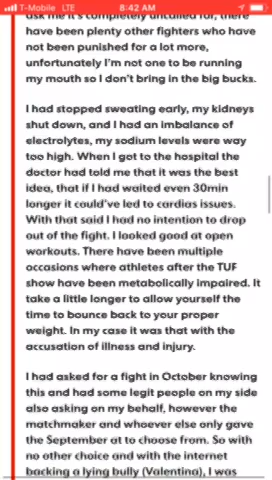 T-Mobile LTE 8:42 AM
ask me it's completely uncalled for, there
have been plenty other fighters who have
not been punished for a lot more,
unfortunately I'm not one to be running
my mouth so I don't bring in the big bucks.
I had stopped sweating early, my kidneys
shut down, and I had an imbalance of
electrolytes, my sodium levels were way
too high. When I got to the hospital the
doctor had told me that it was the best
idea, that if I had waited even 30min
longer it could've led to cardias issues.
With that said I had no intention to drop
out of the fight. I looked good at open
workouts. There have been multiple
occasions where athletes after the TUF
show have been metabolically impaired. It
take a little longer to allow yourself the
time to bounce back to your proper
weight. In my case it was that with the
accusation of illness and injury.
I had asked for a fight in October knowing
this and had some legit people on my side
also asking on my behalf, however the
matchmaker and whoever else only gave
the September at to choose from. So with
no other choice and with the internet
backing a lying bully (Valentina), I was